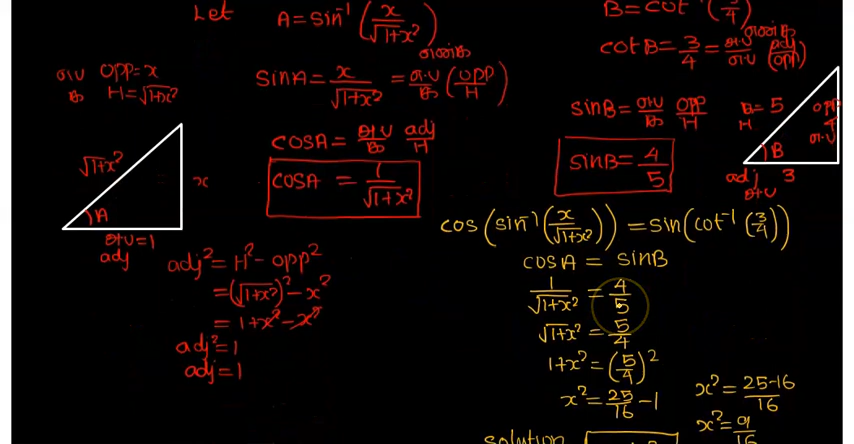 Let A = sin⁻¹ (x/√1+x²)
opp = x
H = √1+x²
sin A = x/√1+x² = (opp/H)
cos A = adj/H
cos A = 1/√1+x²
√1+x²
x
A
adj
adj² = H² - opp²
= (√1+x²)² - x²
= 1+x² - x²
adj² = 1
adj = 1
B = cot⁻¹ (3/4)
cot B = 3/4 = (adj/opp)
sin B = opp/H
sin B = 4/5
= 5
H
opp
4
B
adj 3
cos (sin⁻¹ (x/√1+x²)) = sin (cot⁻¹ (3/4))
cos A = sin B
1/√1+x² = 4/5
√1+x² = 5/4
1+x² = (5/4)²
x² = 25/16 - 1
x² = 25-16/16
x² = 9/16
solution